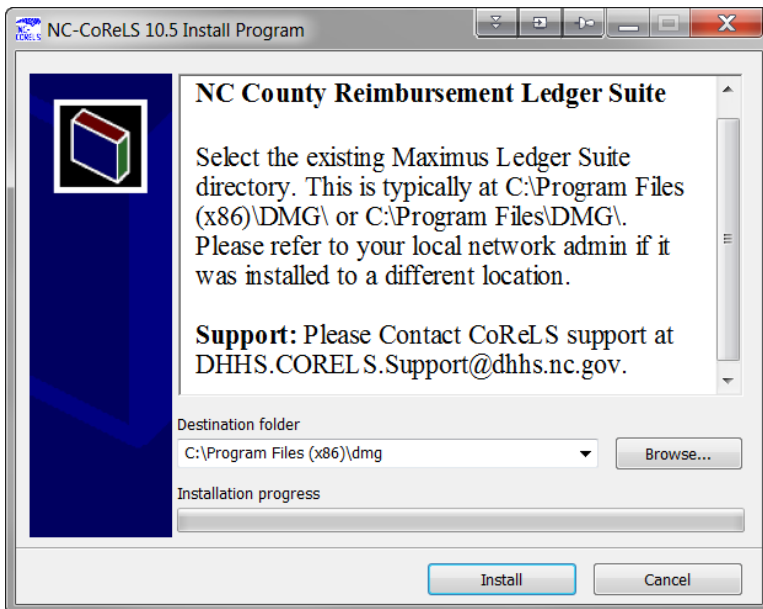 NC-CoReLS 10.5 Install Program
NC County Reimbursement Ledger Suite
Select the existing Maximus Ledger Suite
directory. This is typically at C:\Program Files
(x86)\DMG\ or C:\Program Files\DMG\.
Please refer to your local network admin if it
was installed to a different location.
Support: Please Contact CoReLS support at
DHHS.CORELS.Support@dhhs.nc.gov.
Destination folder
C:\Program Files (x86)\dmg
Browse...
Installation progress
Install
Cancel